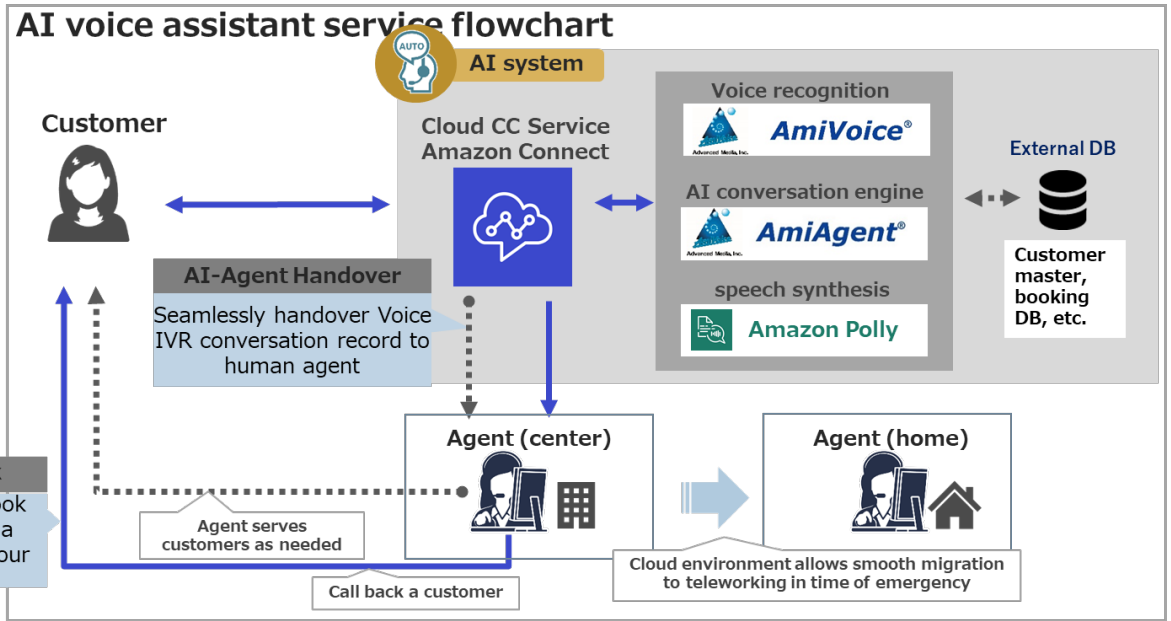 AI voice assistant service flowchart
AUTO
AI system
Customer
Cloud CC Service
Amazon Connect
Voice recognition
Advanced Media, Inc.
AmiVoice®
AI conversation engine
Advanced Media, Inc.
AmiAgent®
speech synthesis
Amazon Polly
External DB
Customer
master,
booking
DB, etc.
AI-Agent Handover
Seamlessly handover Voice
IVR conversation record to
human agent
Agent (center)
Agent (home)
a
Agent serves
customers as needed
Call back a customer
Cloud environment allows smooth migration
to teleworking in time of emergency